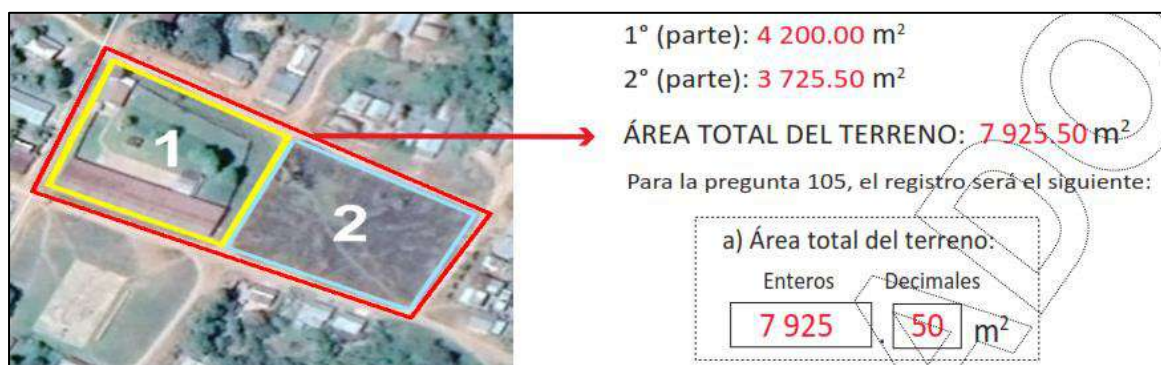 1° (parte): 4 200.00 m²
2° (parte): 3 725.50 m²
ÁREA TOTAL DEL TERRENO: 7 925.50 m²
Para la pregunta 105, el registro será el siguiente:
a) Área total del terreno:
Enteros Decimales
7 925 . 50 m²
1
2